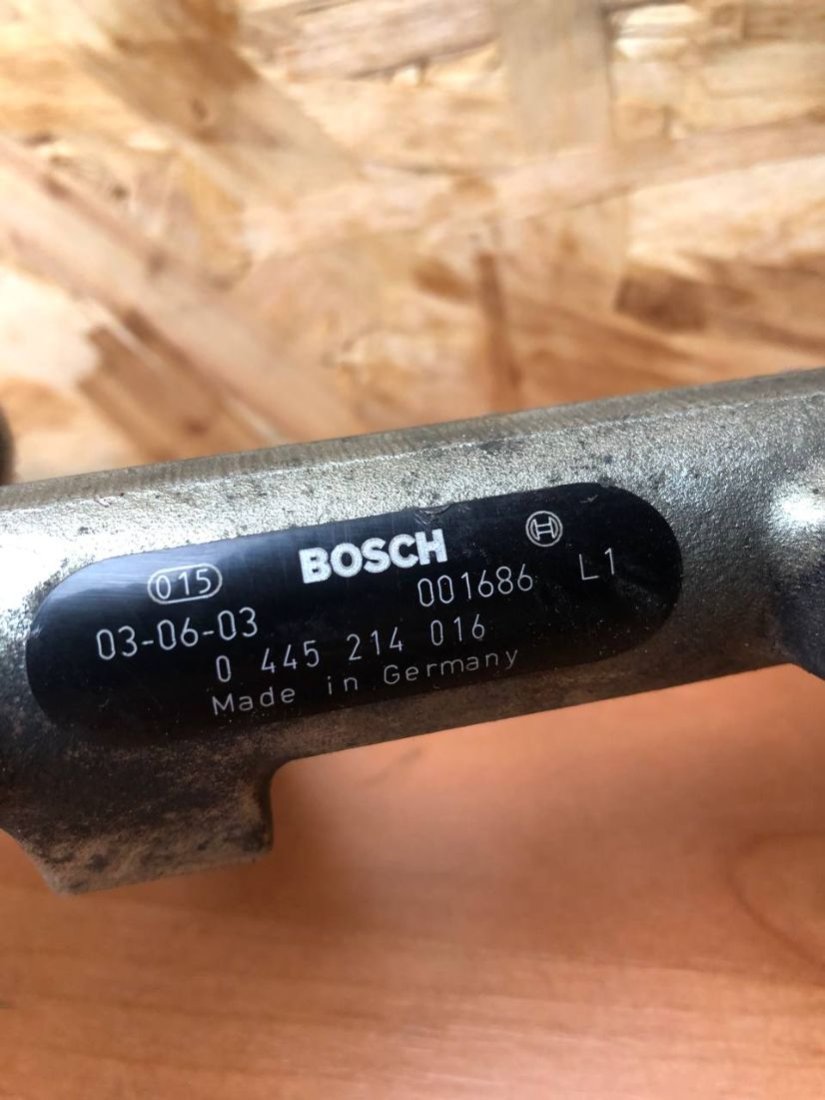 015 BOSCH
03-06-03 001686 L1
0 445 214 016
Made in Germany